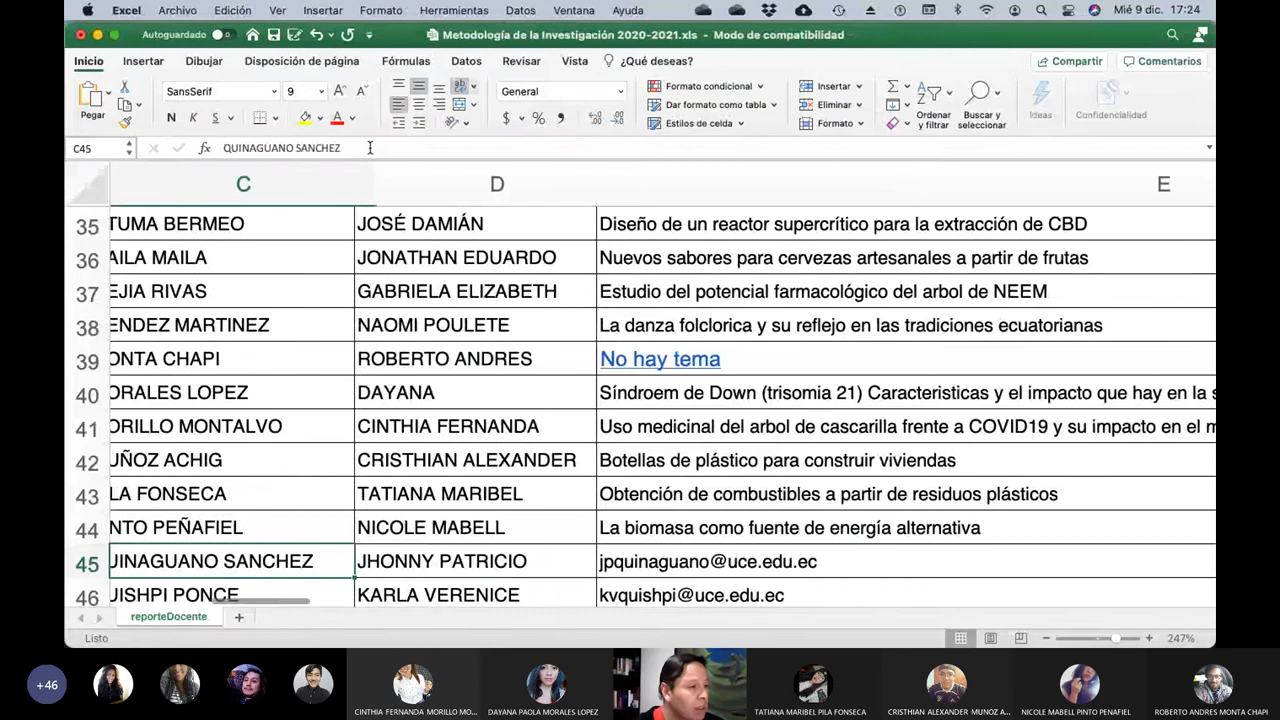 Excel Archivo Edición Ver Insertar Formato Herramientas Datos Ventana Ayuda Mié 9 dic. 17:24
Autoguardado Metodología de la Investigación 2020-2021.xls - Modo de compatibilidad
Inicio Insertar Dibujar Disposición de página Fórmulas Datos Revisar Vista ¿Qué desea? Compartir Comentarios
Pegar
SansSerif 9
N K S
General
Formato condicional
Dar formato como tabla
Estilos de celda
Insertar
Eliminar
Formato
Ordenar y filtrar
Buscar y seleccionar
Ideas
Confidencialidad
C45 fx QUINAGUANO SANCHEZ
C D E
35 TUMA BERMEO JOSÉ DAMIÁN Diseño de un reactor supercrítico para la extracción de CBD
36 AILA MAILA JONATHAN EDUARDO Nuevos sabores para cervezas artesanales a partir de frutas
37 EJIA RIVAS GABRIELA ELIZABETH Estudio del potencial farmacológico del arbol de NEEM
38 ENDEZ MARTINEZ NAOMI POULETE La danza folclorica y su reflejo en las tradiciones ecuatorianas
39 ONTA CHAPI ROBERTO ANDRES No hay tema
40 ORALES LOPEZ DAYANA Síndroem de Down (trisomia 21) Caracteristicas y el impacto que hay en la s
41 ORILLO MONTALVO CINTHIA FERNANDA Uso medicinal del arbol de cascarilla frente a COVID19 y su impacto en el m
42 UÑOZ ACHIG CRISTHIAN ALEXANDER Botellas de plástico para construir viviendas
43 LA FONSECA TATIANA MARIBEL Obtención de combustibles a partir de residuos plásticos
44 NTO PEÑAFIEL NICOLE MABELL La biomasa como fuente de energía alternativa
45 UINAGUANO SANCHEZ JHONNY PATRICIO jpquinaguano@uce.edu.ec
46 UISHPI PONCE KARLA VERENICE kvquishpi@uce.edu.ec
reporteDocente +
Listo 247%
+46 CINTHIA FERNANDA MORILLO MO... DAYANA PAOLA MORALES LOPEZ TATIANA MARIBEL PILA FONSECA CRISTHIAN ALEXANDER MUNOZ A... NICOLE MABELL PINTO PENAFIEL ROBERTO ANDRES MONTA CHAPI